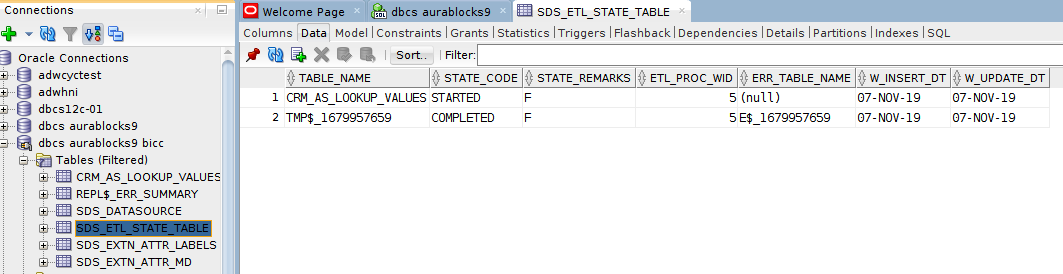 Connections
Oracle Connections
adwcyctest
adwhni
dbcs12c-01
dbcs aurablocks9
dbcs aurablocks9 bicc
Tables (Filtered)
CRM_AS_LOOKUP_VALUES
REPL$_ERR_SUMMARY
SDS_DATASOURCE
SDS_ETL_STATE_TABLE
SDS_EXTN_ATTR_LABELS
SDS_EXTN_ATTR_MD
Welcome Page dbcs aurablocks9 SDS_ETL_STATE_TABLE
Columns Data Model Constraints Grants Statistics Triggers Flashback Dependencies Details Partitions Indexes SQL
Sort.. Filter:
TABLE_NAME STATE_CODE STATE_REMARKS ETL_PROC_WID ERR_TABLE_NAME W_INSERT_DT W_UPDATE_DT
1 CRM_AS_LOOKUP_VALUES STARTED F 5 (null) 07-NOV-19 07-NOV-19
2 TMP$_1679957659 COMPLETED F 5 E$_1679957659 07-NOV-19 07-NOV-19